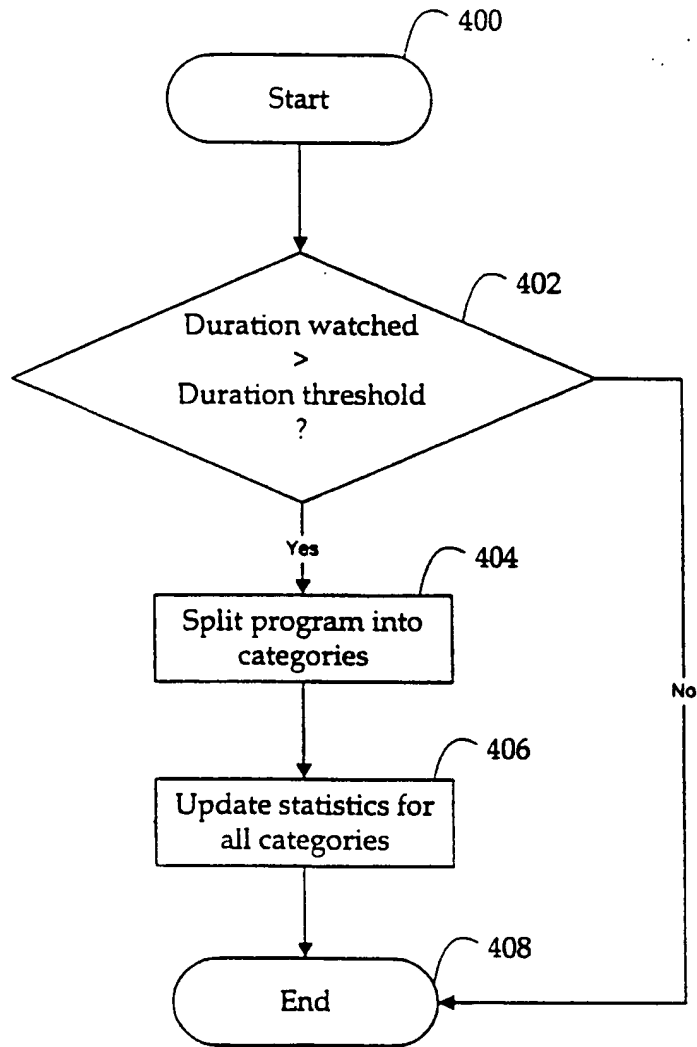 400
Start
402
Duration watched
>
Duration threshold
?
Yes
404
Split program into
categories
No
406
Update statistics for
all categories
408
End